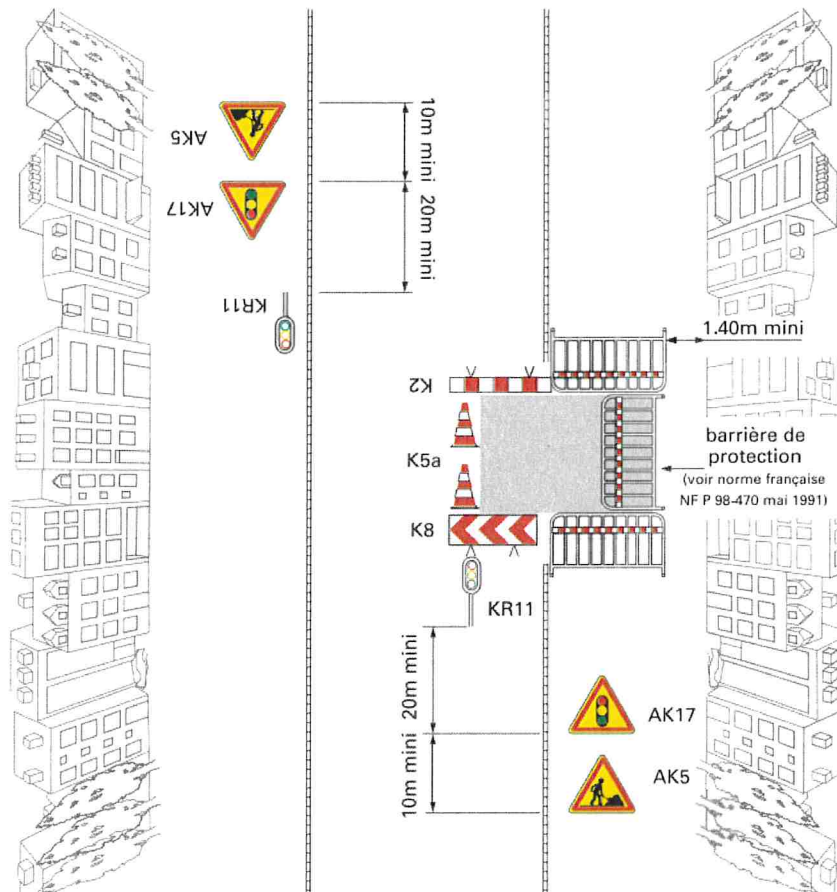 10m mini
AK5
AK17
20m mini
KR11
1.40m mini
K2
K5a
barrière de
protection
(voir norme française
NF P 98-470 mai 1991)
K8
KR11
20m mini
AK17
10m mini
AK5